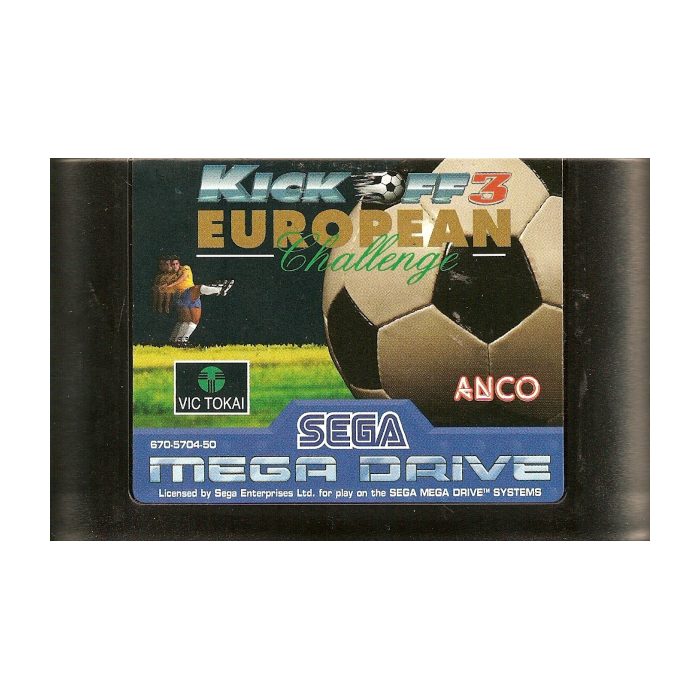 KICK OFF 3
EUROPEAN
Challenge
VIC TOKAI
ANCO
SEGA
670-5704-50
MEGA DRIVE
Licensed by Sega Enterprises Ltd. for play on the SEGA MEGA DRIVE™ SYSTEMS